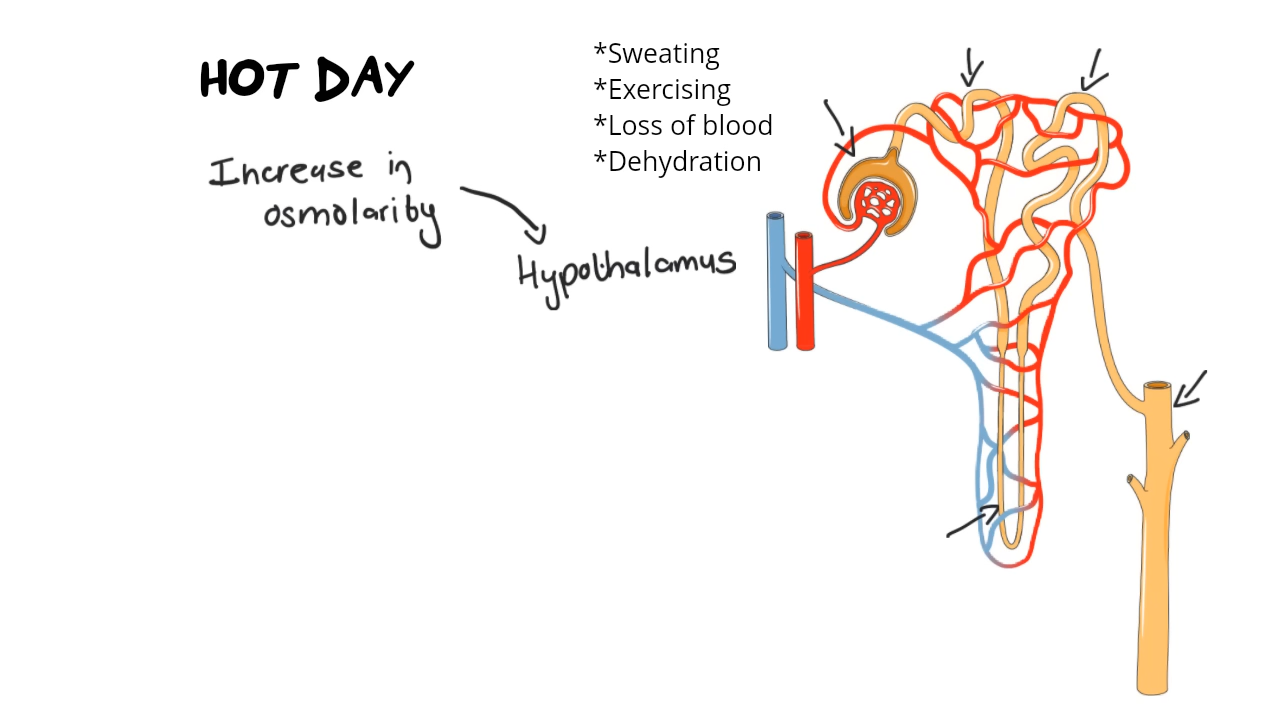 HOT DAY
*Sweating
*Exercising
*Loss of blood
*Dehydration
Increase in
osmolarity
Hypothalamus